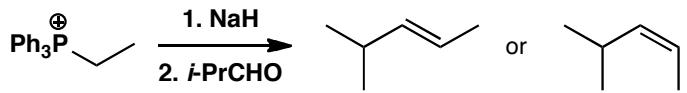 1. NaH
Ph3P⊕ or
2. i-PrCHO